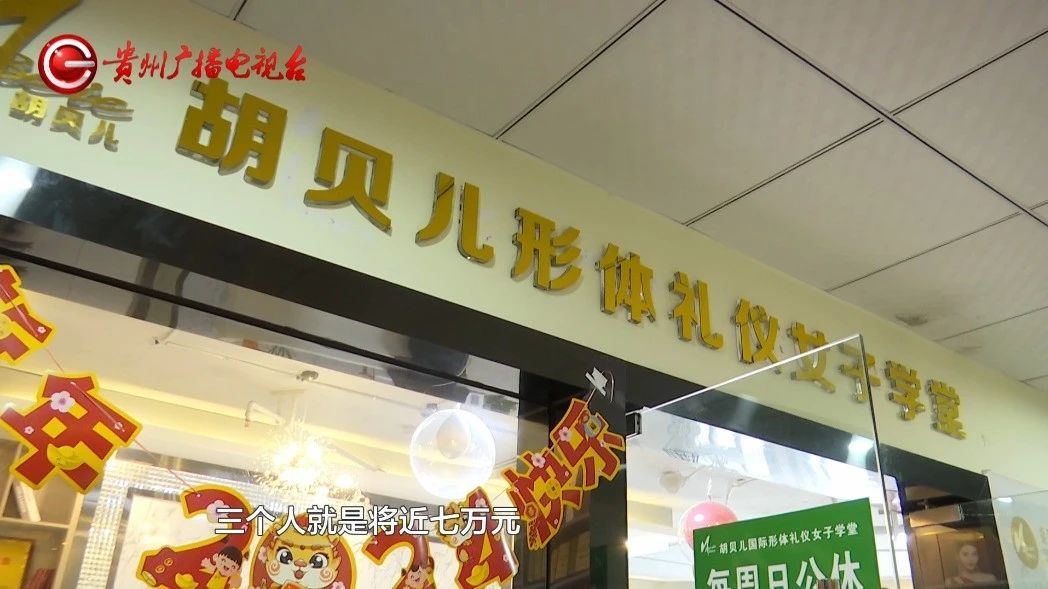 贵州广播电视台
胡贝儿
胡贝儿形体礼仪女子学堂
年
快乐
三个人就是将近七万元
胡贝儿国际形体礼仪女子学堂
每周日公休